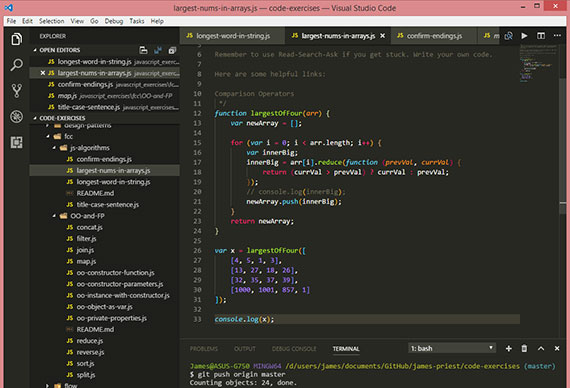 largest-nums-in-arrays.js — code-exercises — Visual Studio Code
File Edit Selection View Go Debug Tasks Help
EXPLORER
OPEN EDITORS
longest-word-in-string.js javascript_exerc...
largest-nums-in-arrays.js javascript_exer...
confirm-endings.js javascript_exercises\fcc...
map.js javascript_exercises\fcc\OO-and-FP
title-case-sentence.js javascript_exercises...
CODE-EXERCISES
design-patterns
fcc
js-algorithms
confirm-endings.js
largest-nums-in-arrays.js
longest-word-in-string.js
README.md
title-case-sentence.js
OO-and-FP
concat.js
filter.js
join.js
map.js
oo-constructor-function.js
oo-constructor-parameters.js
oo-instance-with-constructor.js
oo-object-as-var.js
oo-private-properties.js
README.md
reduce.js
reverse.js
sort.js
split.js
flow
longest-word-in-string.js
largest-nums-in-arrays.js
confirm-endings.js
6 Remember to use Read-Search-Ask if you get stuck. Write your own code.
7
8 Here are some helpful links:
9
10 Comparison Operators
11 */
12 function largestOfFour(arr) {
13 var newArray = [];
14
15 for (var i = 0; i < arr.length; i++) {
16 var innerBig;
17 innerBig = arr[i].reduce(function (prevVal, currVal) {
18 return (currVal > prevVal) ? currVal : prevVal;
19 });
20 // console.log(innerBig);
21 newArray.push(innerBig);
22 }
23 return newArray;
24 }
25
26 var x = largestOfFour([
27 [4, 5, 1, 3],
28 [13, 27, 18, 26],
29 [32, 35, 37, 39],
30 [1000, 1001, 857, 1]
31 ]);
32
33 console.log(x);
PROBLEMS OUTPUT DEBUG CONSOLE TERMINAL 1: bash
James@ASUS-G750 MINGW64 /d/users/james/documents/GitHub/james-priest/code-exercises (master)
$ git push origin master
Counting objects: 24, done.